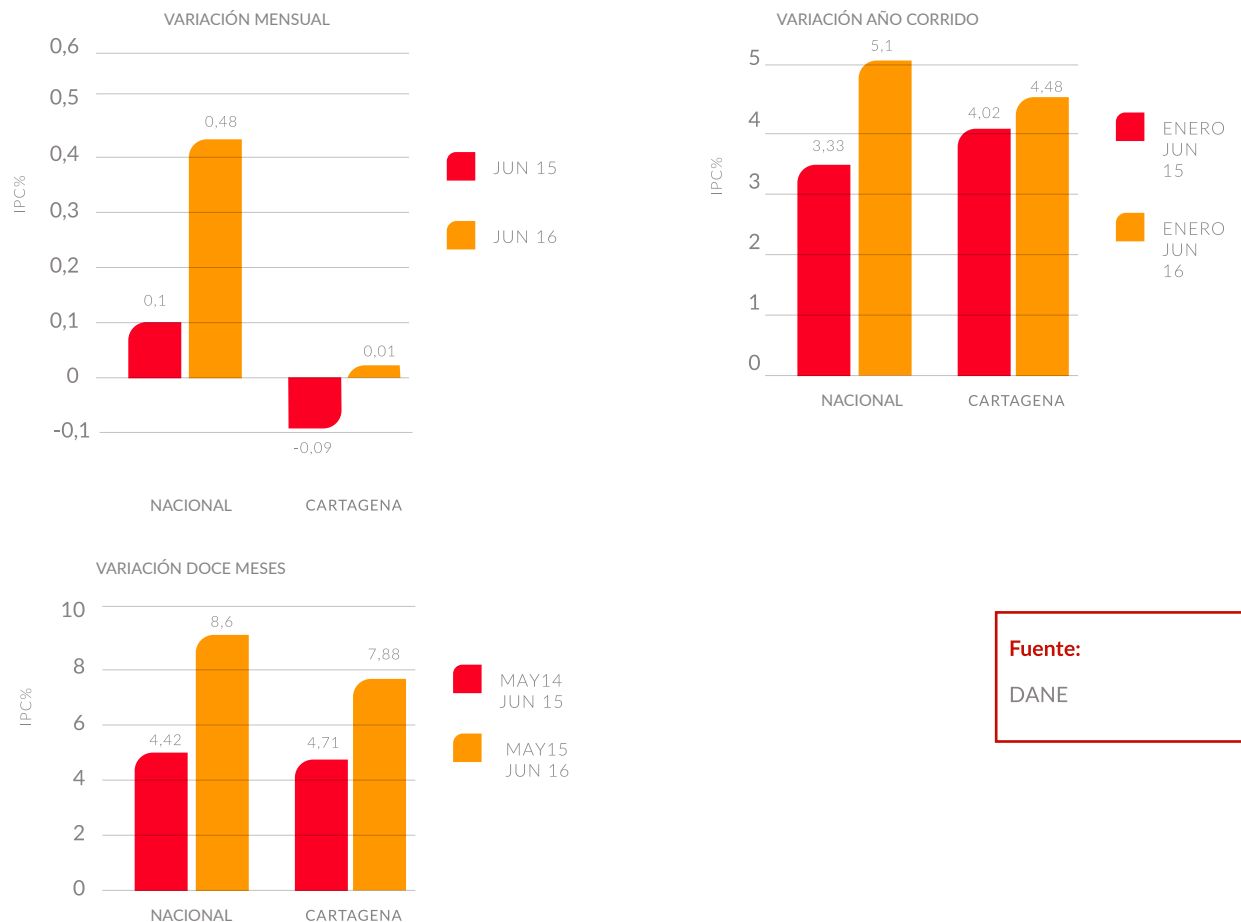 VARIACIÓN MENSUAL
0,6
0,5
0,4
0,3
0,2
0,1
0
-0,1
IPC%
0,48
0,1
0,01
-0,09
NACIONAL
CARTAGENA
JUN 15
JUN 16
VARIACIÓN AÑO CORRIDO
5
4
3
2
1
0
IPC%
5,1
4,48
4,02
3,33
NACIONAL
CARTAGENA
ENERO
JUN
15
ENERO
JUN
16
VARIACIÓN DOCE MESES
10
8
6
4
2
0
IPC%
8,6
7,88
4,42
4,71
NACIONAL
CARTAGENA
MAY14
JUN 15
MAY15
JUN 16
Fuente:
DANE